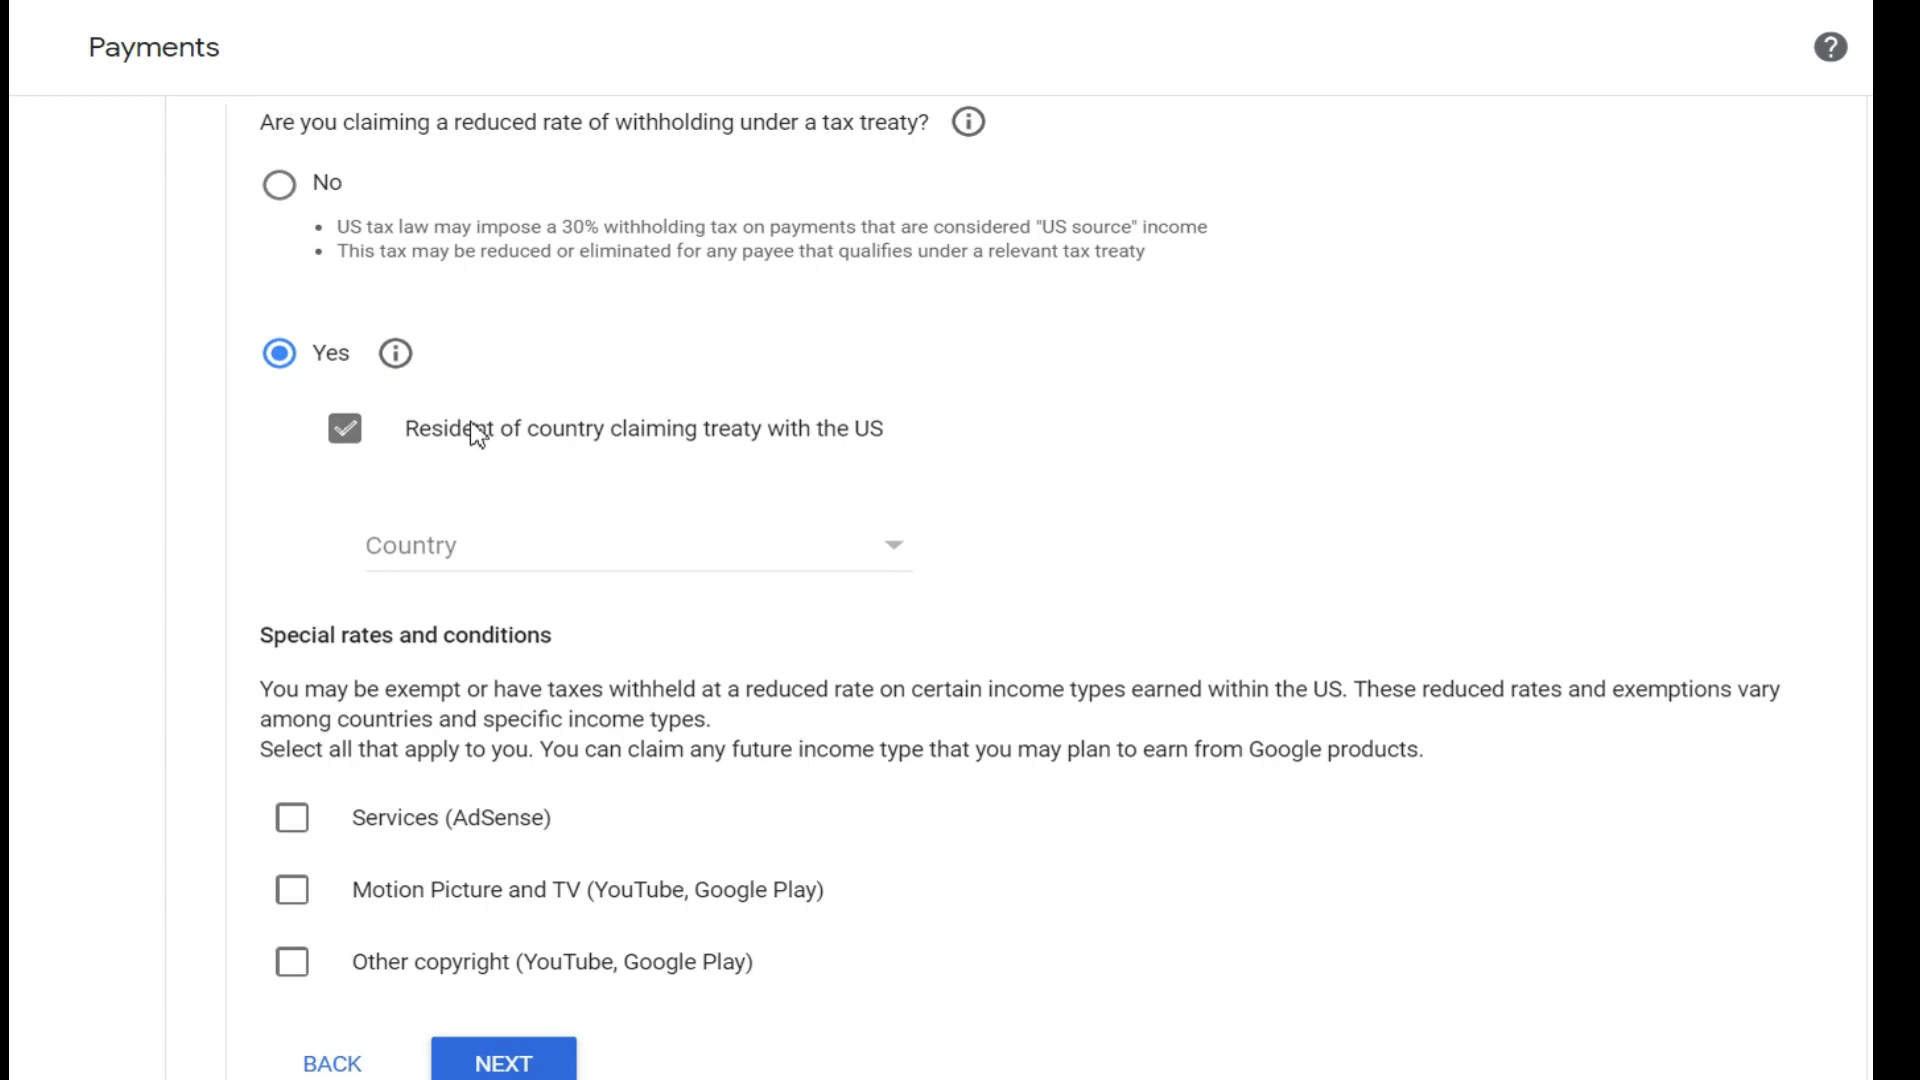 Payments
Are you claiming a reduced rate of withholding under a tax treaty?
No
• US tax law may impose a 30% withholding tax on payments that are considered "US source" income
• This tax may be reduced or eliminated for any payee that qualifies under a relevant tax treaty
Yes
Resident of country claiming treaty with the US
Country
Special rates and conditions
You may be exempt or have taxes withheld at a reduced rate on certain income types earned within the US. These reduced rates and exemptions vary
among countries and specific income types.
Select all that apply to you. You can claim any future income type that you may plan to earn from Google products.
Services (AdSense)
Motion Picture and TV (YouTube, Google Play)
Other copyright (YouTube, Google Play)
BACK NEXT